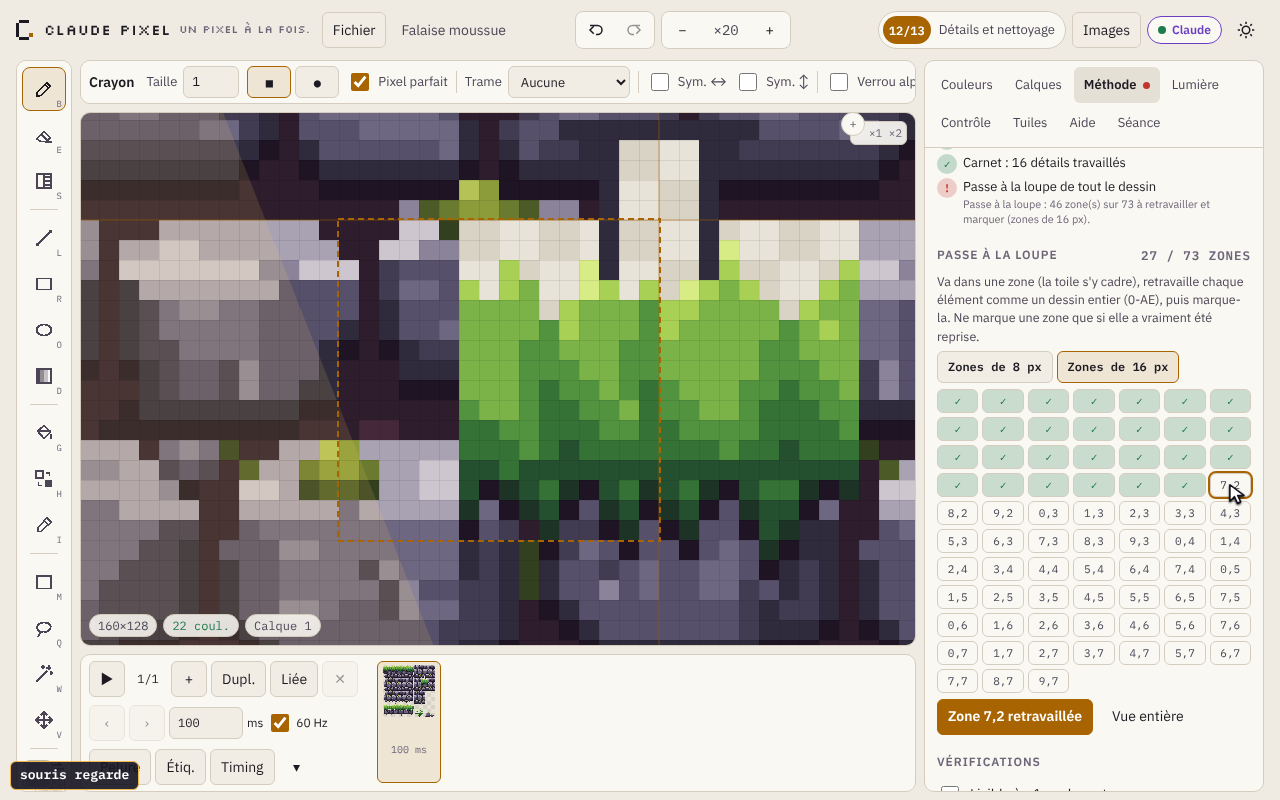 CLAUDE PIXEL UN PIXEL À LA FOIS. Fichier Falaise moussue − ×20 + 12/13 Détails et nettoyage Images Claude
Crayon Taille 1 Pixel parfait Trame Aucune Sym. ↔ Sym. ↕ Verrou alp
Couleurs Calques Méthode Lumière
Contrôle Tuiles Aide Séance
B
E
S
L
R
O
D
G
H
I
M
Q
W
V
+ ×1 ×2
160×128 22 coul. Calque 1
✓ Carnet : 16 détails travaillés
! Passe à la loupe de tout le dessin
Passe à la loupe : 46 zone(s) sur 73 à retravailler et
marquer (zones de 16 px).
PASSE À LA LOUPE 27 / 73 ZONES
Va dans une zone (la toile s'y cadre), retravaille chaque
élément comme un dessin entier (0-AE), puis marque-
la. Ne marque une zone que si elle a vraiment été
reprise.
Zones de 8 px Zones de 16 px
✓ ✓ ✓ ✓ ✓ ✓ ✓
✓ ✓ ✓ ✓ ✓ ✓ ✓
✓ ✓ ✓ ✓ ✓ ✓ ✓
✓ ✓ ✓ ✓ ✓ ✓
8,2 9,2 0,3 1,3 2,3 3,3 4,3
5,3 6,3 7,3 8,3 9,3 0,4 1,4
2,4 3,4 4,4 5,4 6,4 7,4 0,5
1,5 2,5 3,5 4,5 5,5 6,5 7,5
0,6 1,6 2,6 3,6 4,6 5,6 7,6
0,7 1,7 2,7 3,7 4,7 5,7 6,7
7,7 8,7 9,7
Zone 7,2 retravaillée Vue entière
VÉRIFICATIONS
1/1 + Dupl. Liée ×
‹ › 100 ms 60 Hz
Étiq. Timing ▼
100 ms
souris regarde